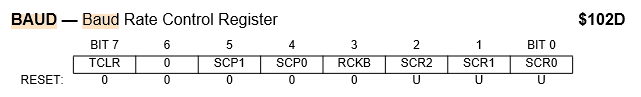 BAUD — Baud Rate Control Register $102D
BIT 7 6 5 4 3 2 1 BIT 0
TCLR 0 SCP1 SCP0 RCKB SCR2 SCR1 SCR0
RESET: 0 0 0 0 0 U U U